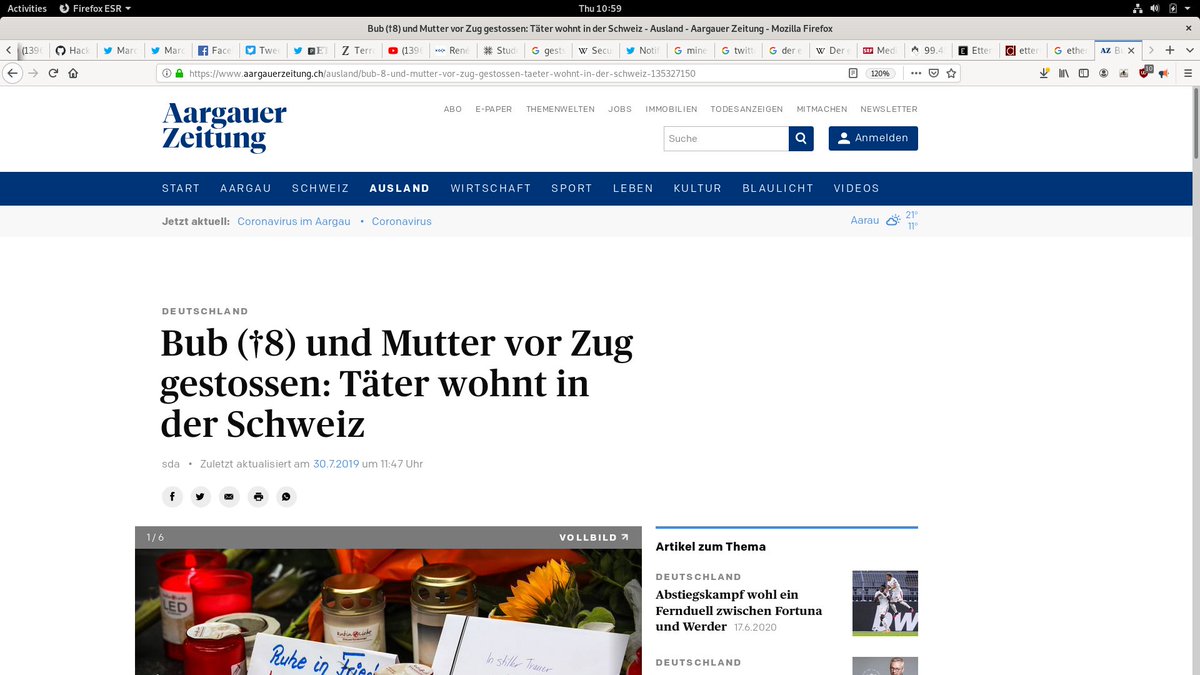 Activities Firefox ESR Thu 10:59
Bub (†8) und Mutter vor Zug gestossen: Täter wohnt in der Schweiz - Ausland - Aargauer Zeitung - Mozilla Firefox
(139 Hack Marc Marc Face Twee Terro (139 René Stud gest Secu Notif mine twitt der e Der e Medi 99.4 Etter etter ethe Bu
https://www.aargauerzeitung.ch/ausland/bub-8-und-mutter-vor-zug-gestossen-taeter-wohnt-in-der-schweiz-135327150 120%
Aargauer
Zeitung
ABO E-PAPER THEMENWELTEN JOBS IMMOBILIEN TODESANZEIGEN MITMACHEN NEWSLETTER
Suche Anmelden
START AARGAU SCHWEIZ AUSLAND WIRTSCHAFT SPORT LEBEN KULTUR BLAULICHT VIDEOS
Jetzt aktuell: Coronavirus im Aargau • Coronavirus Aarau 21° 11°
DEUTSCHLAND
Bub (†8) und Mutter vor Zug
gestossen: Täter wohnt in
der Schweiz
sda • Zuletzt aktualisiert am 30.7.2019 um 11:47 Uhr
1 / 6 VOLLBILD
LED
Ruhe in Fried
In stiller Trauer
Artikel zum Thema
DEUTSCHLAND
Abstiegskampf wohl ein
Fernduell zwischen Fortuna
und Werder 17.6.2020
DEUTSCHLAND